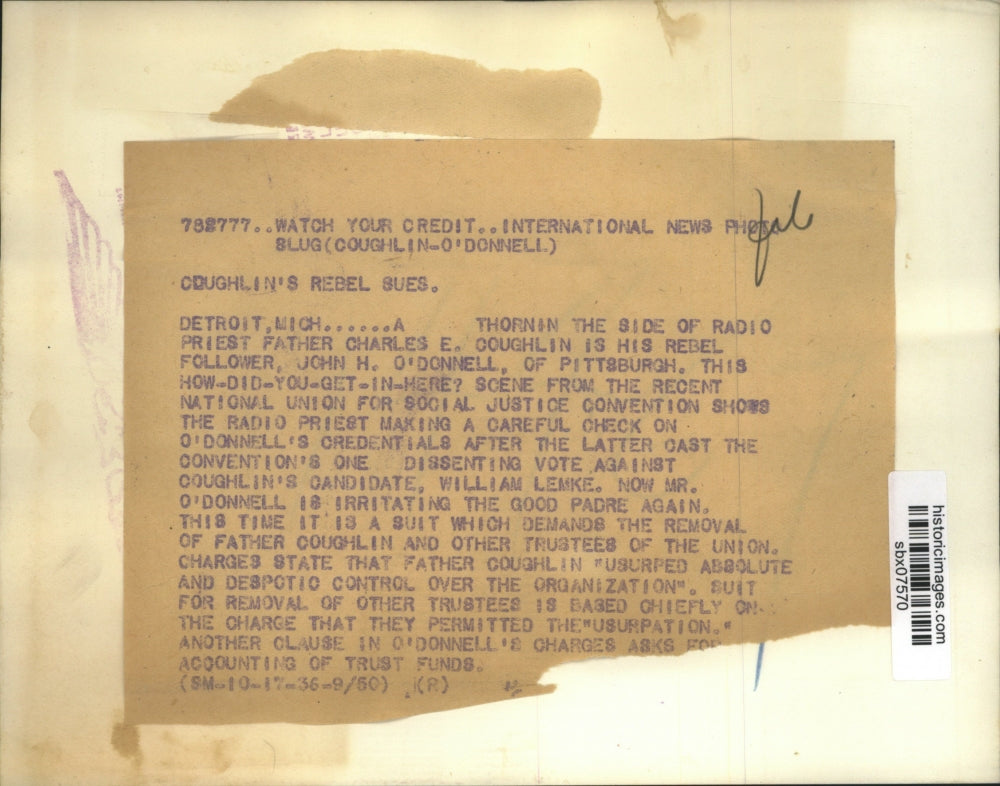 782777..WATCH YOUR CREDIT..INTERNATIONAL NEWS PHOTO
SLUG(COUGHLIN-O'DONNELL)
COUGHLIN'S REBEL SUES.
DETROIT,MICH......A THORNIN THE SIDE OF RADIO
PRIEST FATHER CHARLES E. COUGHLIN IS HIS REBEL
FOLLOWER, JOHN H. O'DONNELL, OF PITTSBURGH. THIS
HOW-DID-YOU-GET-IN-HERE? SCENE FROM THE RECENT
NATIONAL UNION FOR SOCIAL JUSTICE CONVENTION SHOWS
THE RADIO PRIEST MAKING A CAREFUL CHECK ON
O'DONNELL'S CREDENTIALS AFTER THE LATTER CAST THE
CONVENTION'S ONE DISSENTING VOTE AGAINST
COUGHLIN'S CANDIDATE, WILLIAM LEMKE. NOW MR.
O'DONNELL IS IRRITATING THE GOOD PADRE AGAIN.
THIS TIME IT IS A SUIT WHICH DEMANDS THE REMOVAL
OF FATHER COUGHLIN AND OTHER TRUSTEES OF THE UNION.
CHARGES STATE THAT FATHER COUGHLIN "USURPED ABSOLUTE
AND DESPOTIC CONTROL OVER THE ORGANIZATION". SUIT
FOR REMOVAL OF OTHER TRUSTEES IS BASED CHIEFLY ON
THE CHARGE THAT THEY PERMITTED THE"USURPATION."
ANOTHER CLAUSE IN O'DONNELL'S CHARGES ASKS FOR
ACCOUNTING OF TRUST FUNDS.
(SM-10-17-36-9/50) (R)
historicimages.com
sbx07570